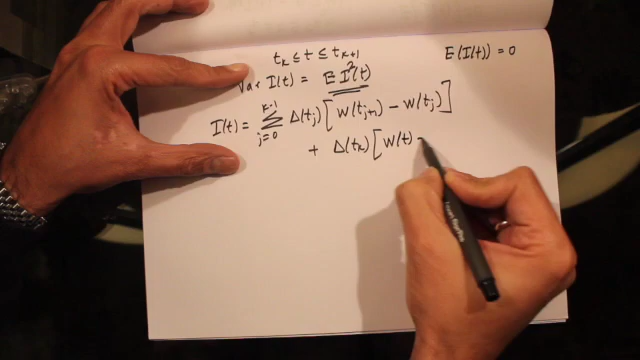 t_k ≤ t ≤ t_{k+1}
E(I(t)) = 0
Var I(t) = E I²(t)
I(t) = Σ_{j=0}^{k-1} Δ(t_j) [W(t_{j+1}) − W(t_j)]
+ Δ(t_k) [W(t) −